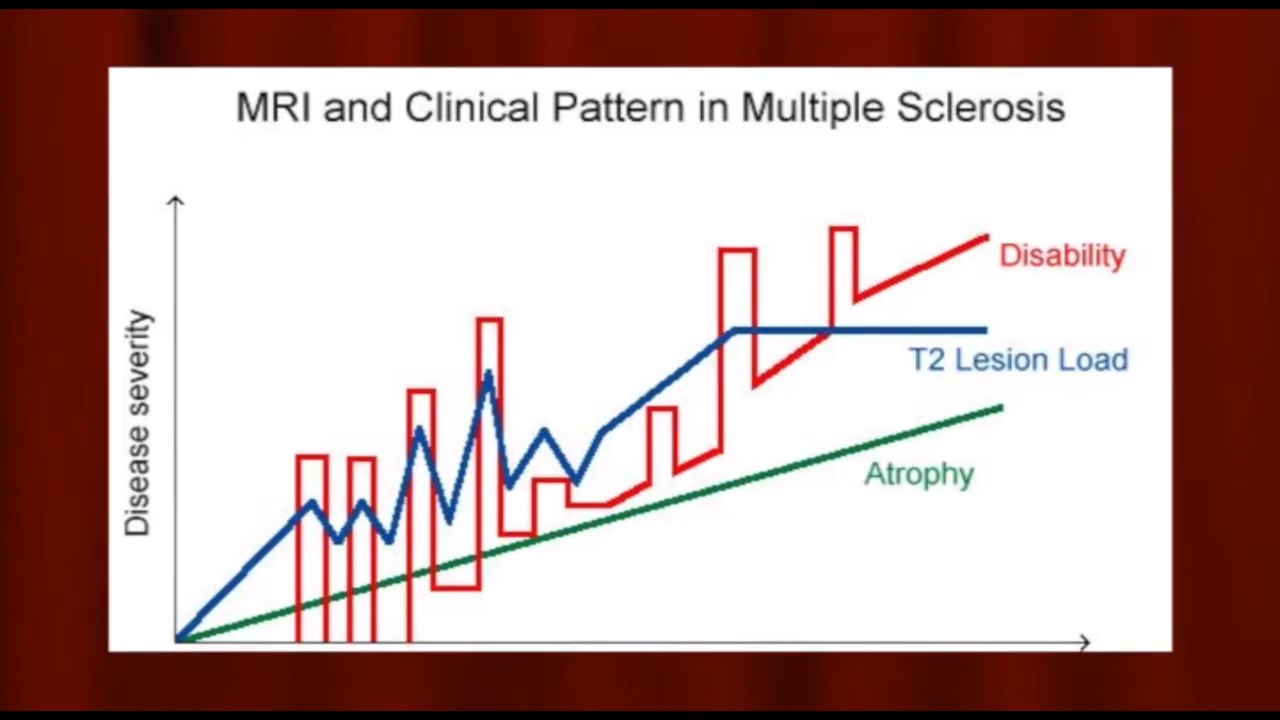 MRI and Clinical Pattern in Multiple Sclerosis
Disease severity
Disability
T2 Lesion Load
Atrophy